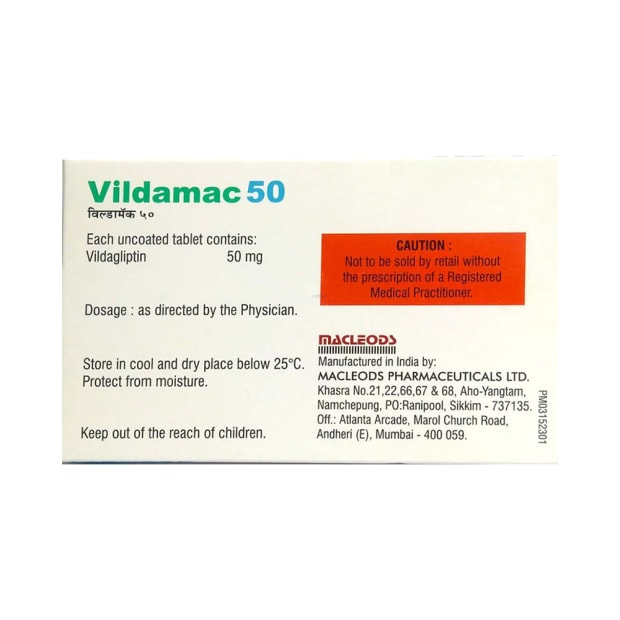 Vildamac 50
विल्डामॅक ५०
Each uncoated tablet contains:
Vildagliptin 50 mg
Dosage : as directed by the Physician.
Store in cool and dry place below 25°C.
Protect from moisture.
Keep out of the reach of children.
CAUTION :
Not to be sold by retail without
the prescription of a Registered
Medical Practitioner.
MACLEODS
Manufactured in India by:
MACLEODS PHARMACEUTICALS LTD.
Khasra No.21,22,66,67 & 68, Aho-Yangtam,
Namchepung, PO:Ranipool, Sikkim - 737135.
Off.: Atlanta Arcade, Marol Church Road,
Andheri (E), Mumbai - 400 059.
PM03152301